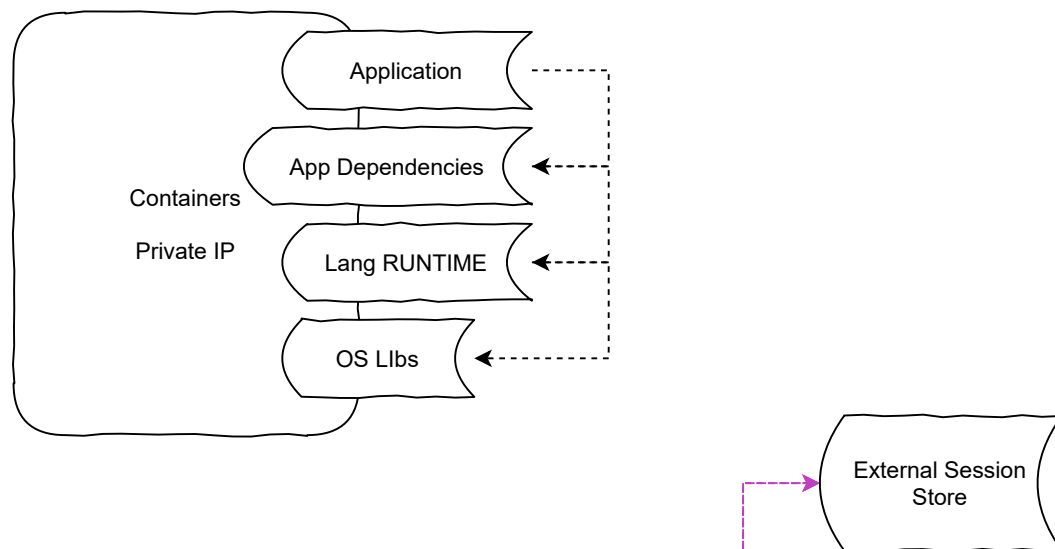 Application
App Dependencies
Containers
Private IP
Lang RUNTIME
OS LIbs
External Session
Store